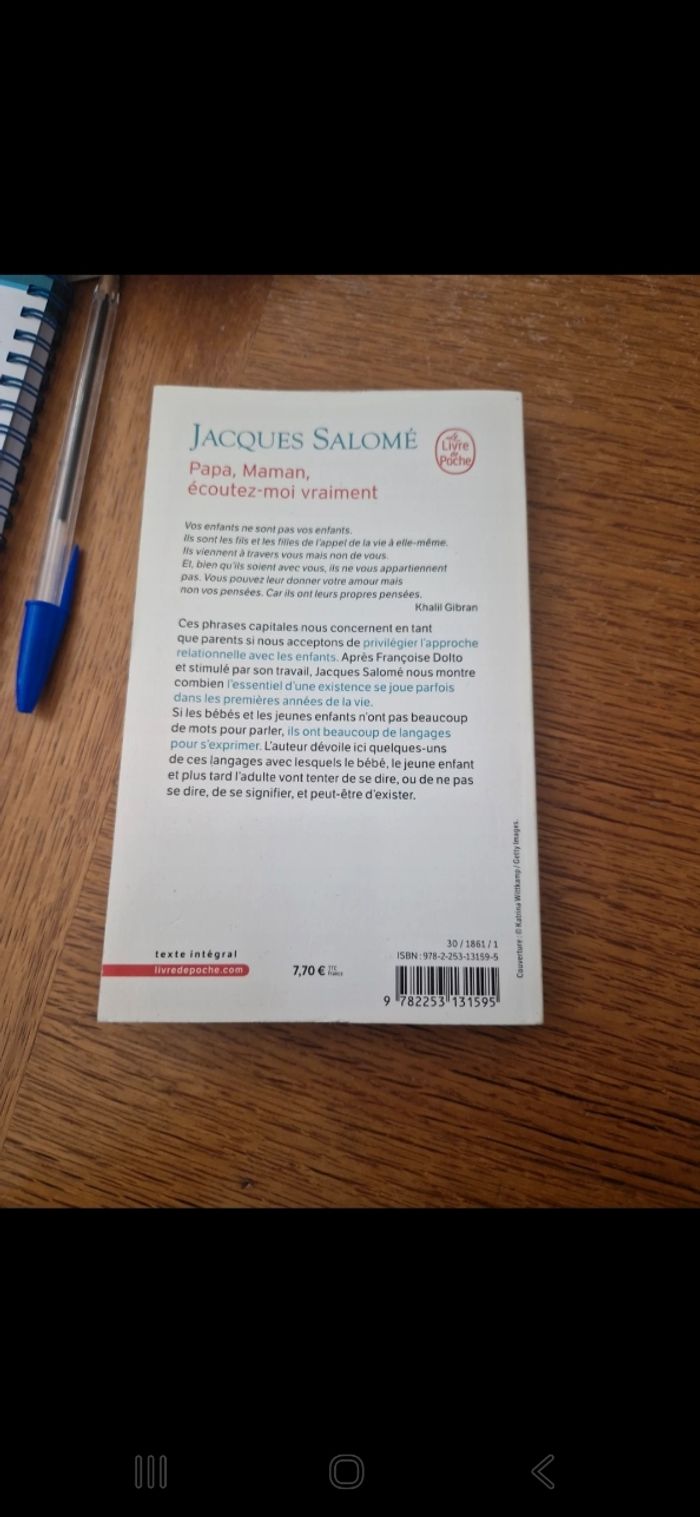 JACQUES SALOMÉ
Le
Livre
de
Poche
Papa, Maman,
écoutez-moi vraiment
Vos enfants ne sont pas vos enfants.
Ils sont les fils et les filles de l'appel de la vie à elle-même.
Ils viennent à travers vous mais non de vous.
Et, bien qu'ils soient avec vous, ils ne vous appartiennent
pas. Vous pouvez leur donner votre amour mais
non vos pensées. Car ils ont leurs propres pensées.
Khalil Gibran
Ces phrases capitales nous concernent en tant
que parents si nous acceptons de privilégier l'approche
relationnelle avec les enfants. Après Françoise Dolto
et stimulé par son travail, Jacques Salomé nous montre
combien l'essentiel d'une existence se joue parfois
dans les premières années de la vie.
Si les bébés et les jeunes enfants n'ont pas beaucoup
de mots pour parler, ils ont beaucoup de langages
pour s'exprimer. L'auteur dévoile ici quelques-uns
de ces langages avec lesquels le bébé, le jeune enfant
et plus tard l'adulte vont tenter de se dire, ou de ne pas
se dire, de se signifier, et peut-être d'exister.
Couverture : © Katrina Wittkamp / Getty Images.
texte intégral
livredepoche.com
7,70 € TTC
France
30 / 1861 / 1
ISBN : 978-2-253-13159-5
9 782253 131595